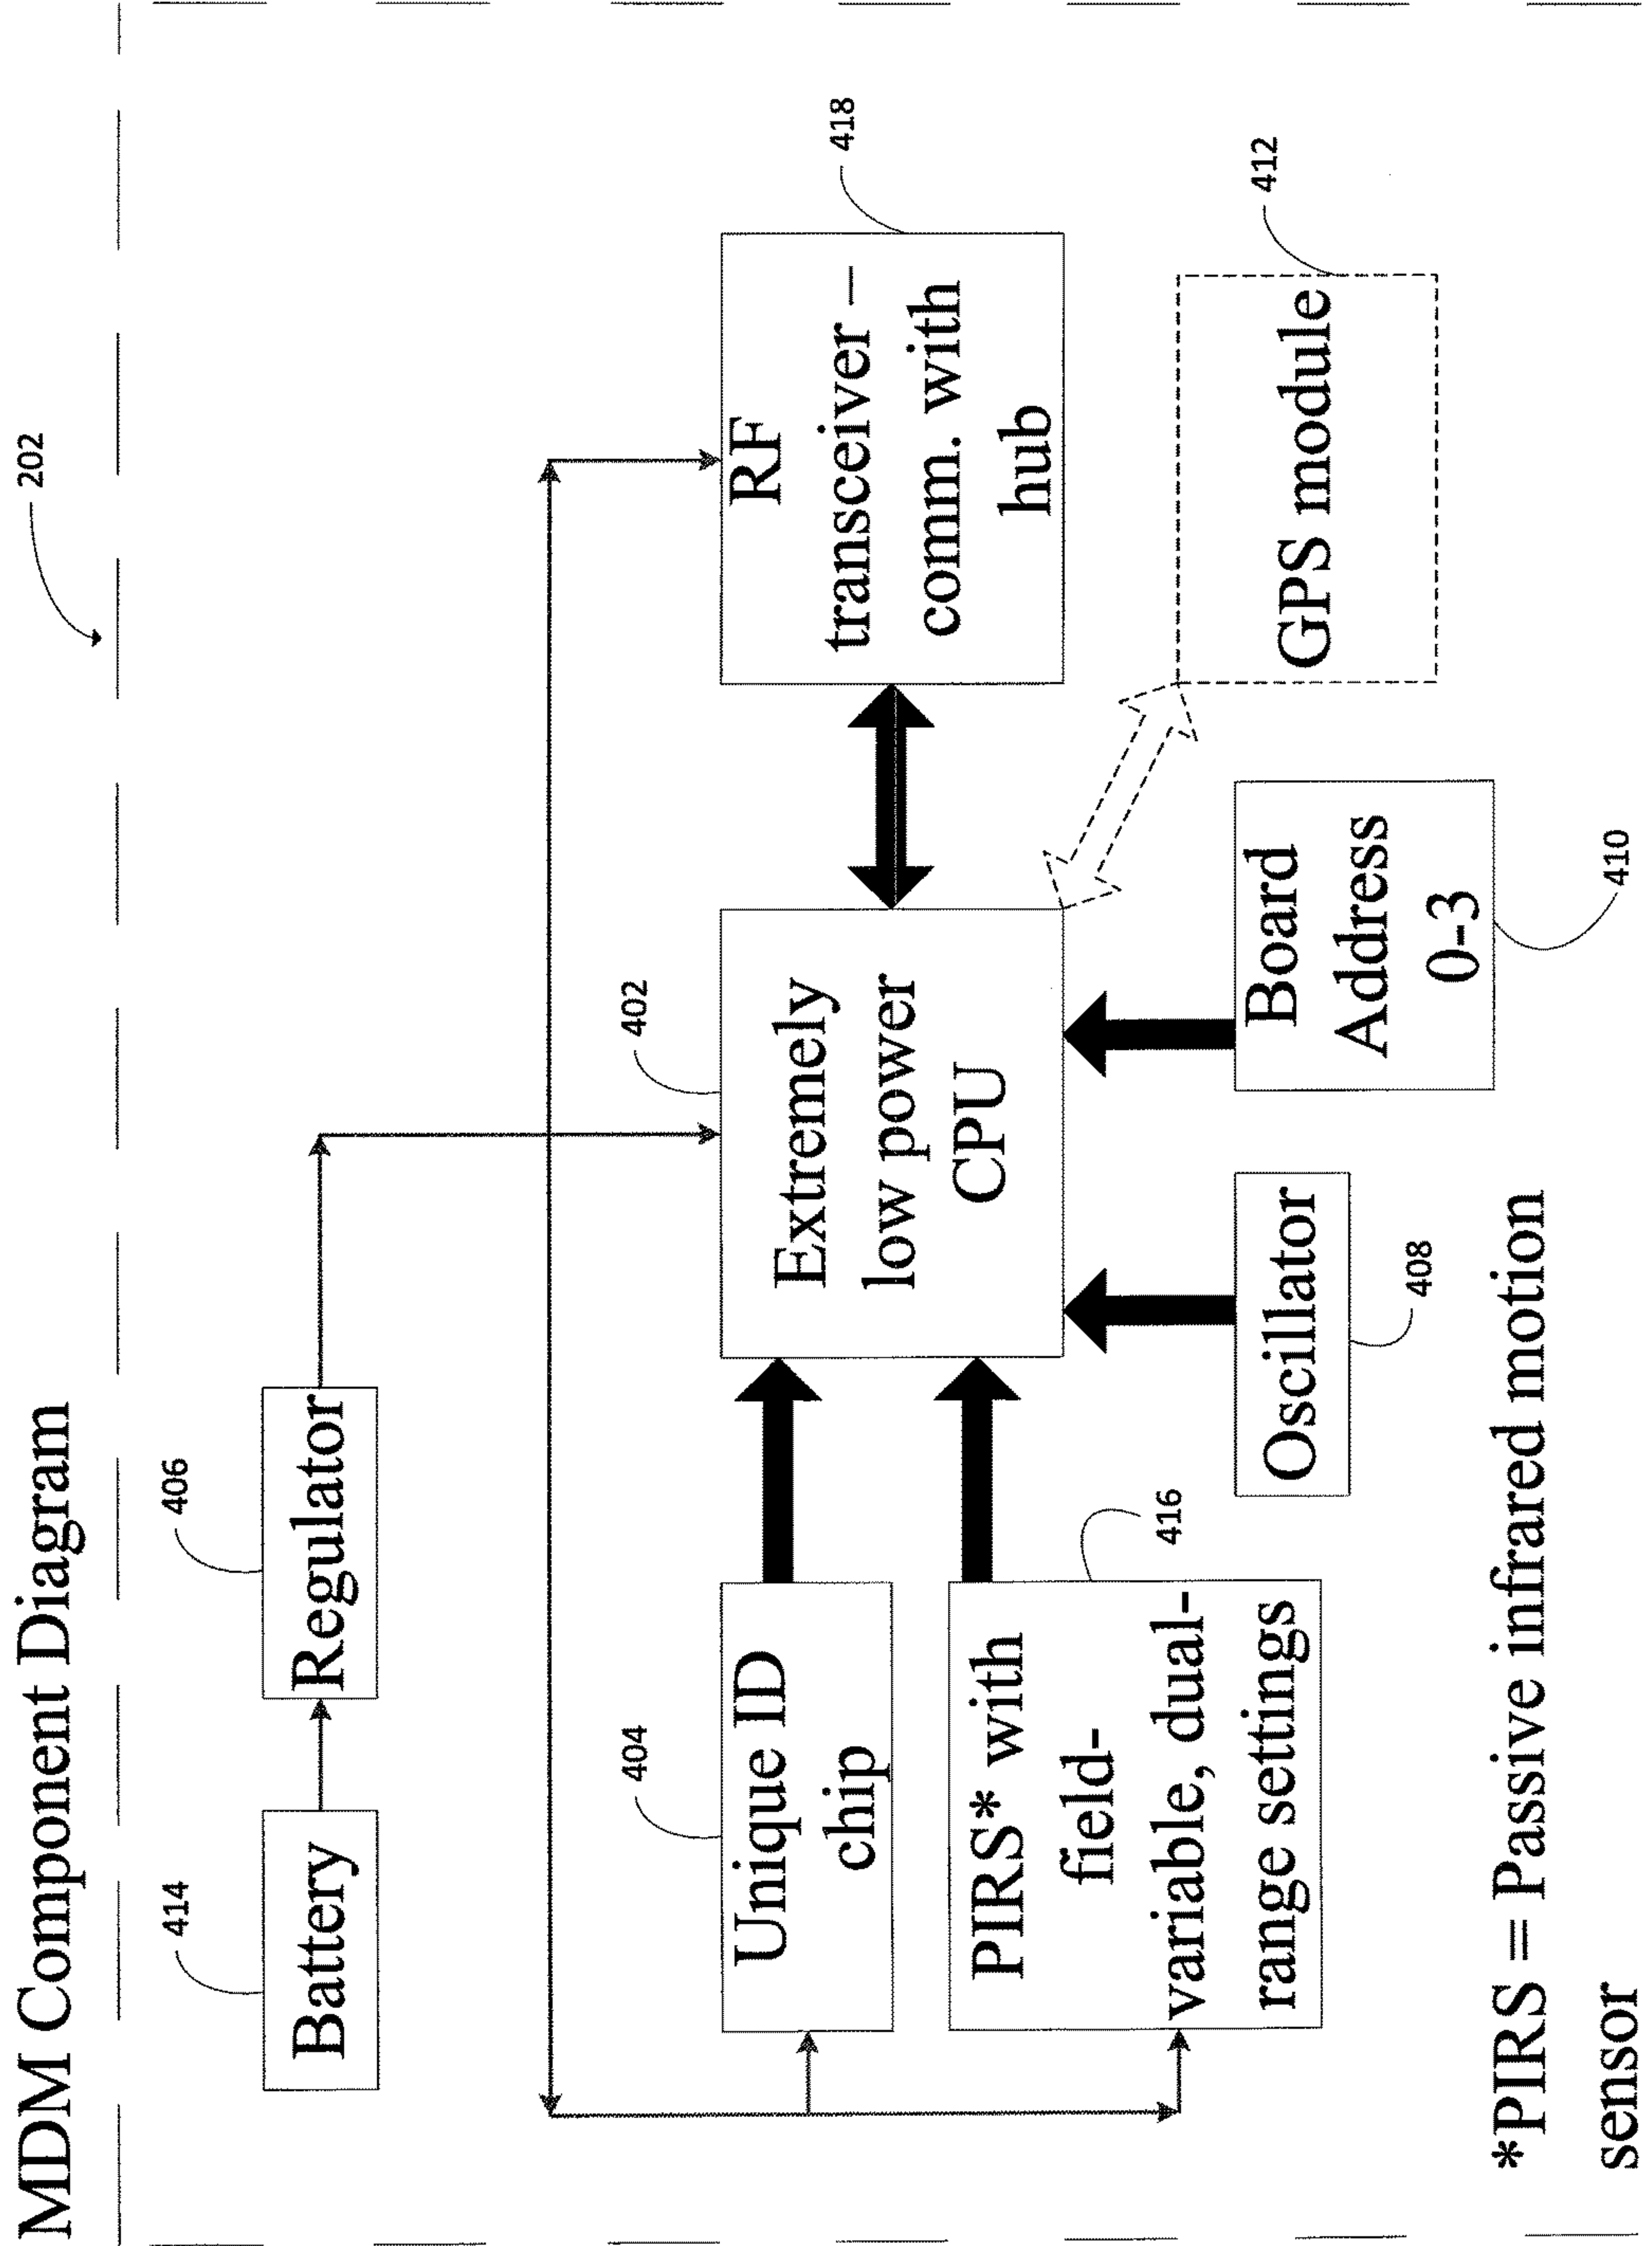 MDM Component Diagram
202
414
Battery
406
Regulator
404
Unique ID
chip
402
Extremely
low power
CPU
418
RF
transceiver –
comm. with
hub
PIRS* with
field-
variable, dual-
range settings
416
Oscillator
408
Board
Address
0-3
410
GPS module
412
*PIRS = Passive infrared motion
sensor